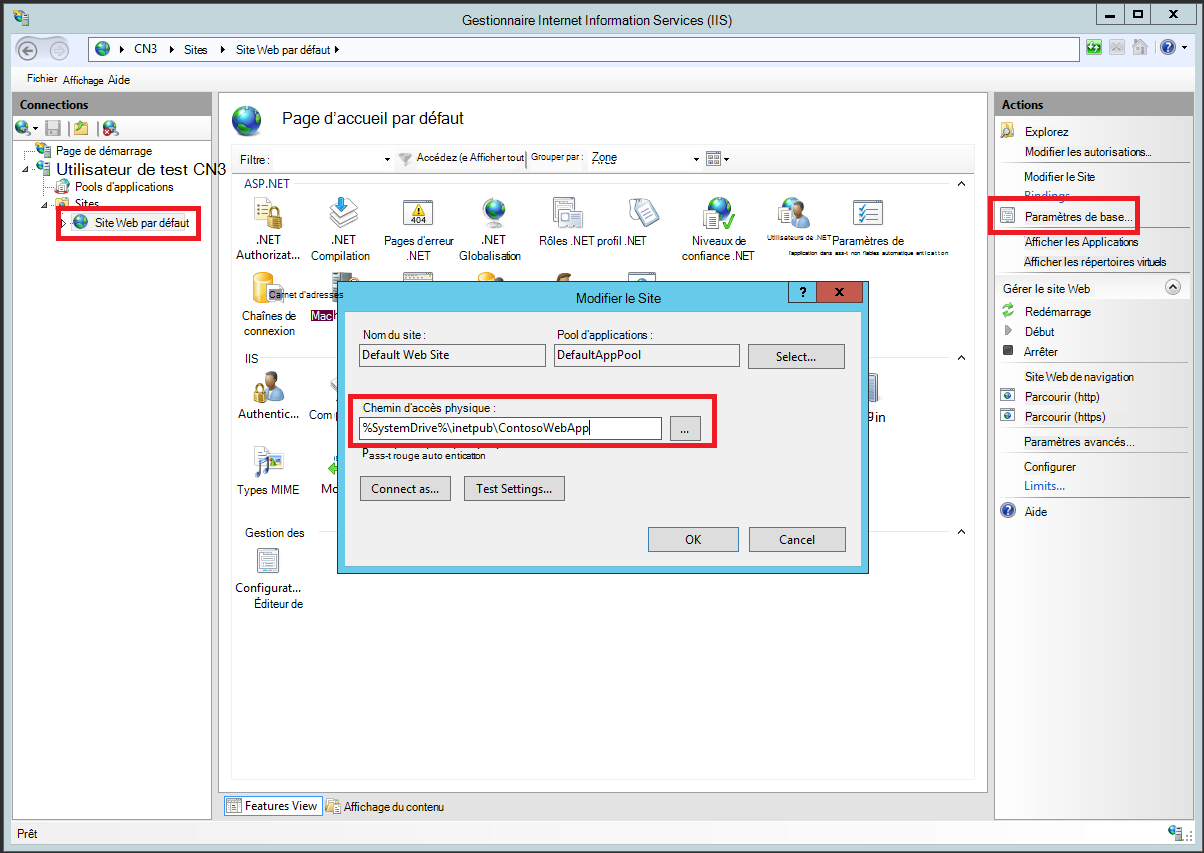 Gestionnaire Internet Information Services (IIS)
CN3 Sites Site Web par défaut
Fichier Affichage Aide
Connections
Page de démarrage
Utilisateur de test CN3
Pools d'applications
Sites
Site Web par défaut
Page d'accueil par défaut
Filtre : Accédez (e Afficher tout Grouper par : Zone
ASP.NET
.NET Authorizat...
.NET Compilation
Pages d'erreur .NET
.NET Globalisation
Rôles .NET profil .NET
Niveaux de confiance .NET
Utilisateurs de .NET
Paramètres de
l'application dans ass-t non fiables automatique entication.
Carnet d'adresses
Chaînes de connexion
Mach
IIS
Authentic...
Com
in
Types MIME
Mo
Gestion des
Configurat...
Éditeur de
Modifier le Site
? X
Nom du site :
Pool d'applications :
Default Web Site
DefaultAppPool
Select...
Chemin d'accès physique :
%SystemDrive%\inetpub\ContosoWebApp
...
Pass-t rouge auto entication
Connect as...
Test Settings...
OK
Cancel
Features View
Affichage du contenu
Actions
Explorez
Modifier les autorisations...
Modifier le Site
Bindings...
Paramètres de base...
Afficher les Applications
Afficher les répertoires virtuels
Gérer le site Web
Redémarrage
Début
Arrêter
Site Web de navigation
Parcourir (http)
Parcourir (https)
Paramètres avancés...
Configurer
Limits...
Aide
Prêt